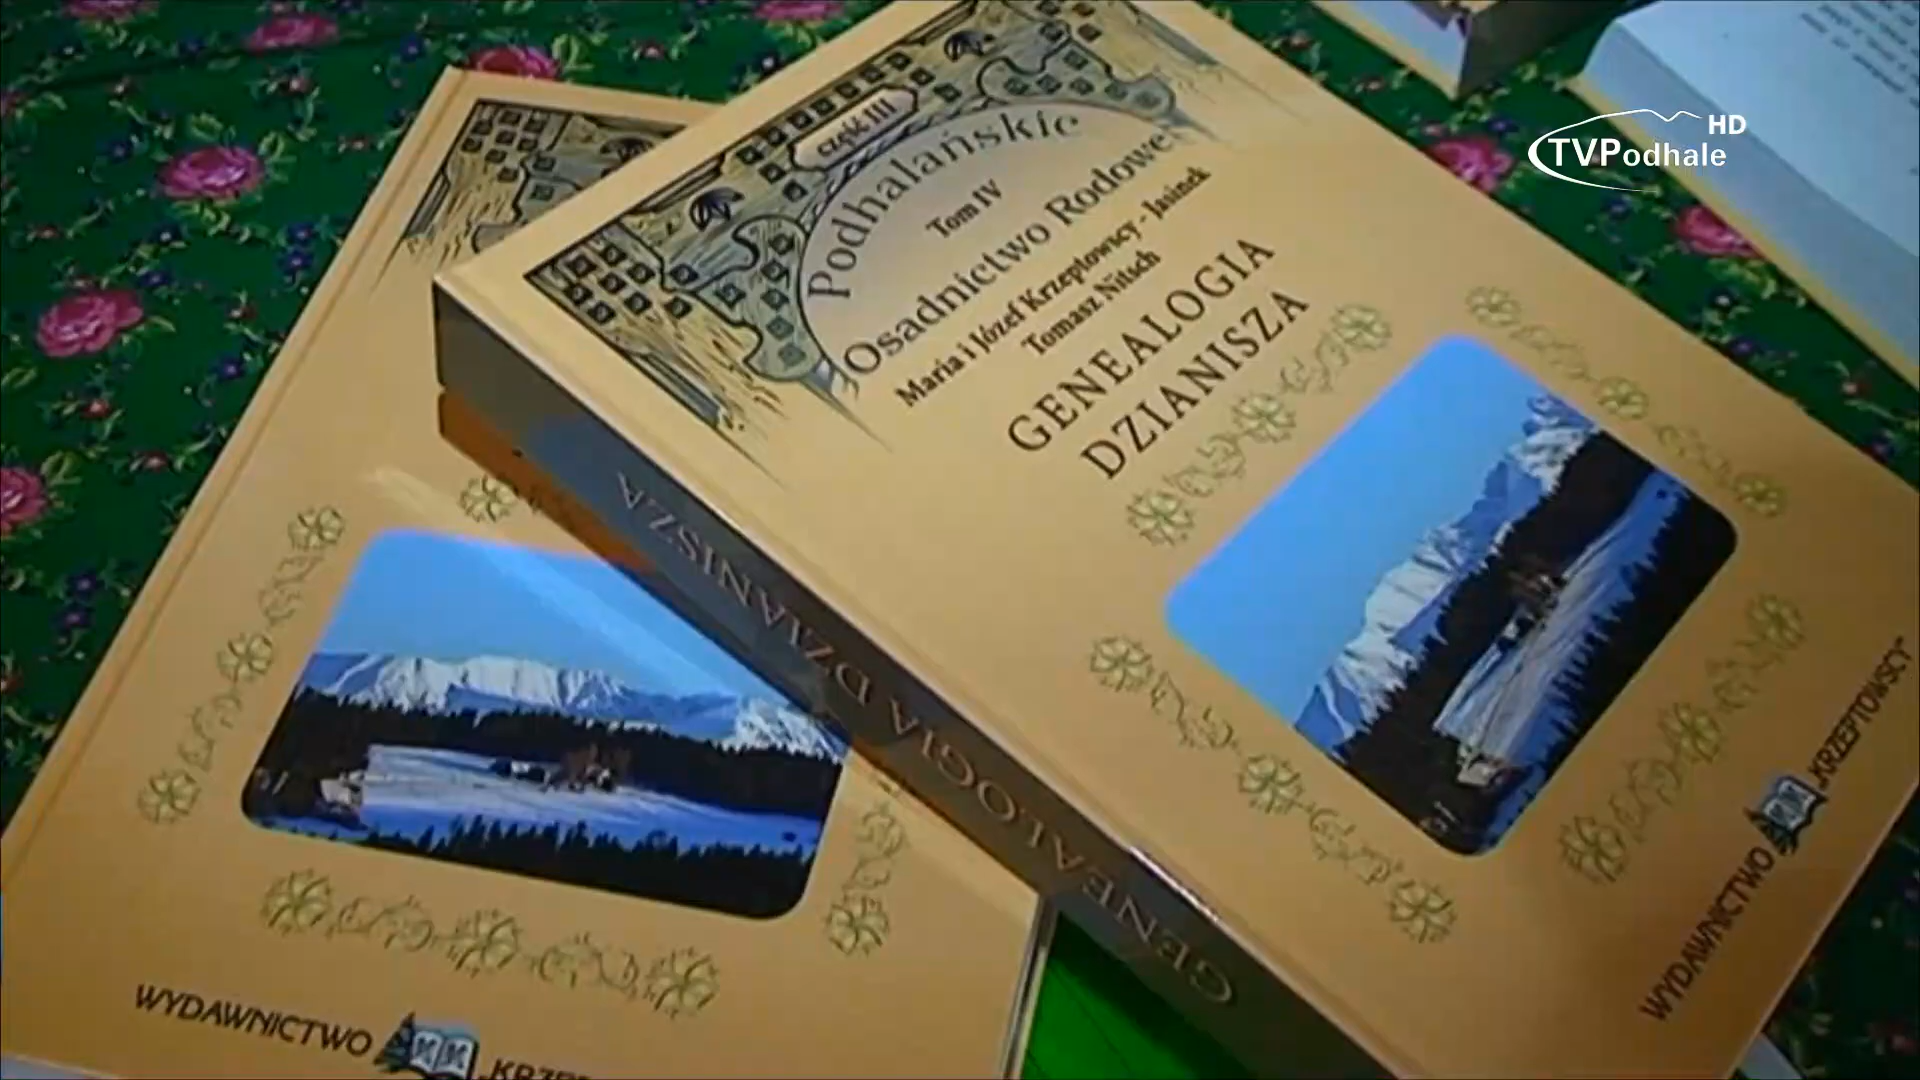 HD
TVPodhale
część III
Podhalańskie
Tom IV
Osadnictwo Rodowe
Maria i Józef Krzeptowscy - Jasinek
Tomasz Nitsch
GENEALOGIA
DZIANISZA
WYDAWNICTWO „KRZEPTOWSCY”
GENEALOGIA DZIANISZA
WYDAWNICTWO